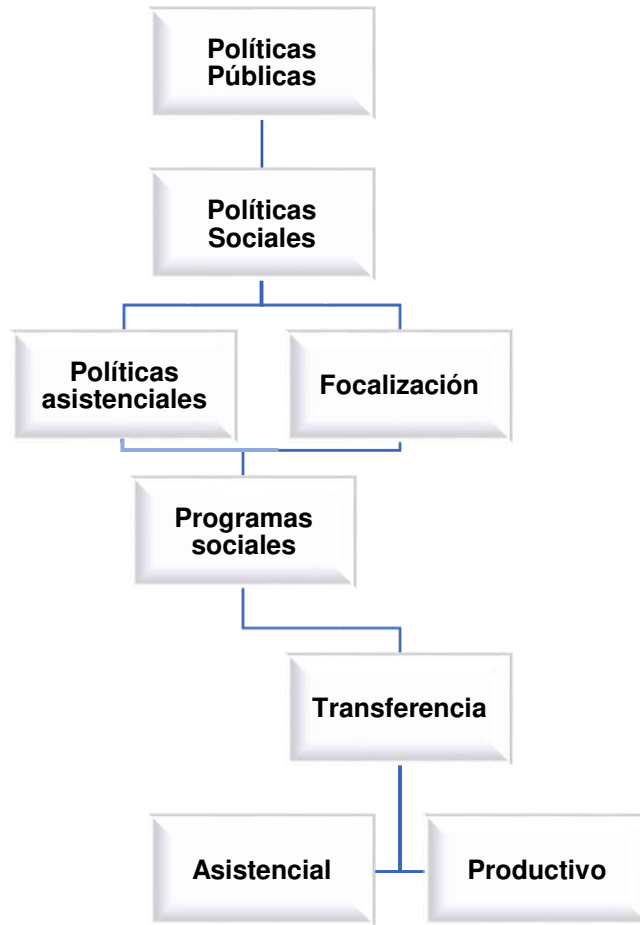 Políticas
Públicas
Políticas
Sociales
Políticas
asistenciales
Focalización
Programas
sociales
Transferencia
Asistencial
Productivo